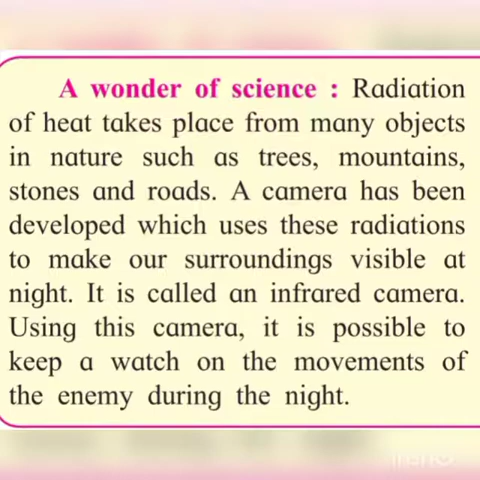 A wonder of science : Radiation
of heat takes place from many objects
in nature such as trees, mountains,
stones and roads. A camera has been
developed which uses these radiations
to make our surroundings visible at
night. It is called an infrared camera.
Using this camera, it is possible to
keep a watch on the movements of
the enemy during the night.